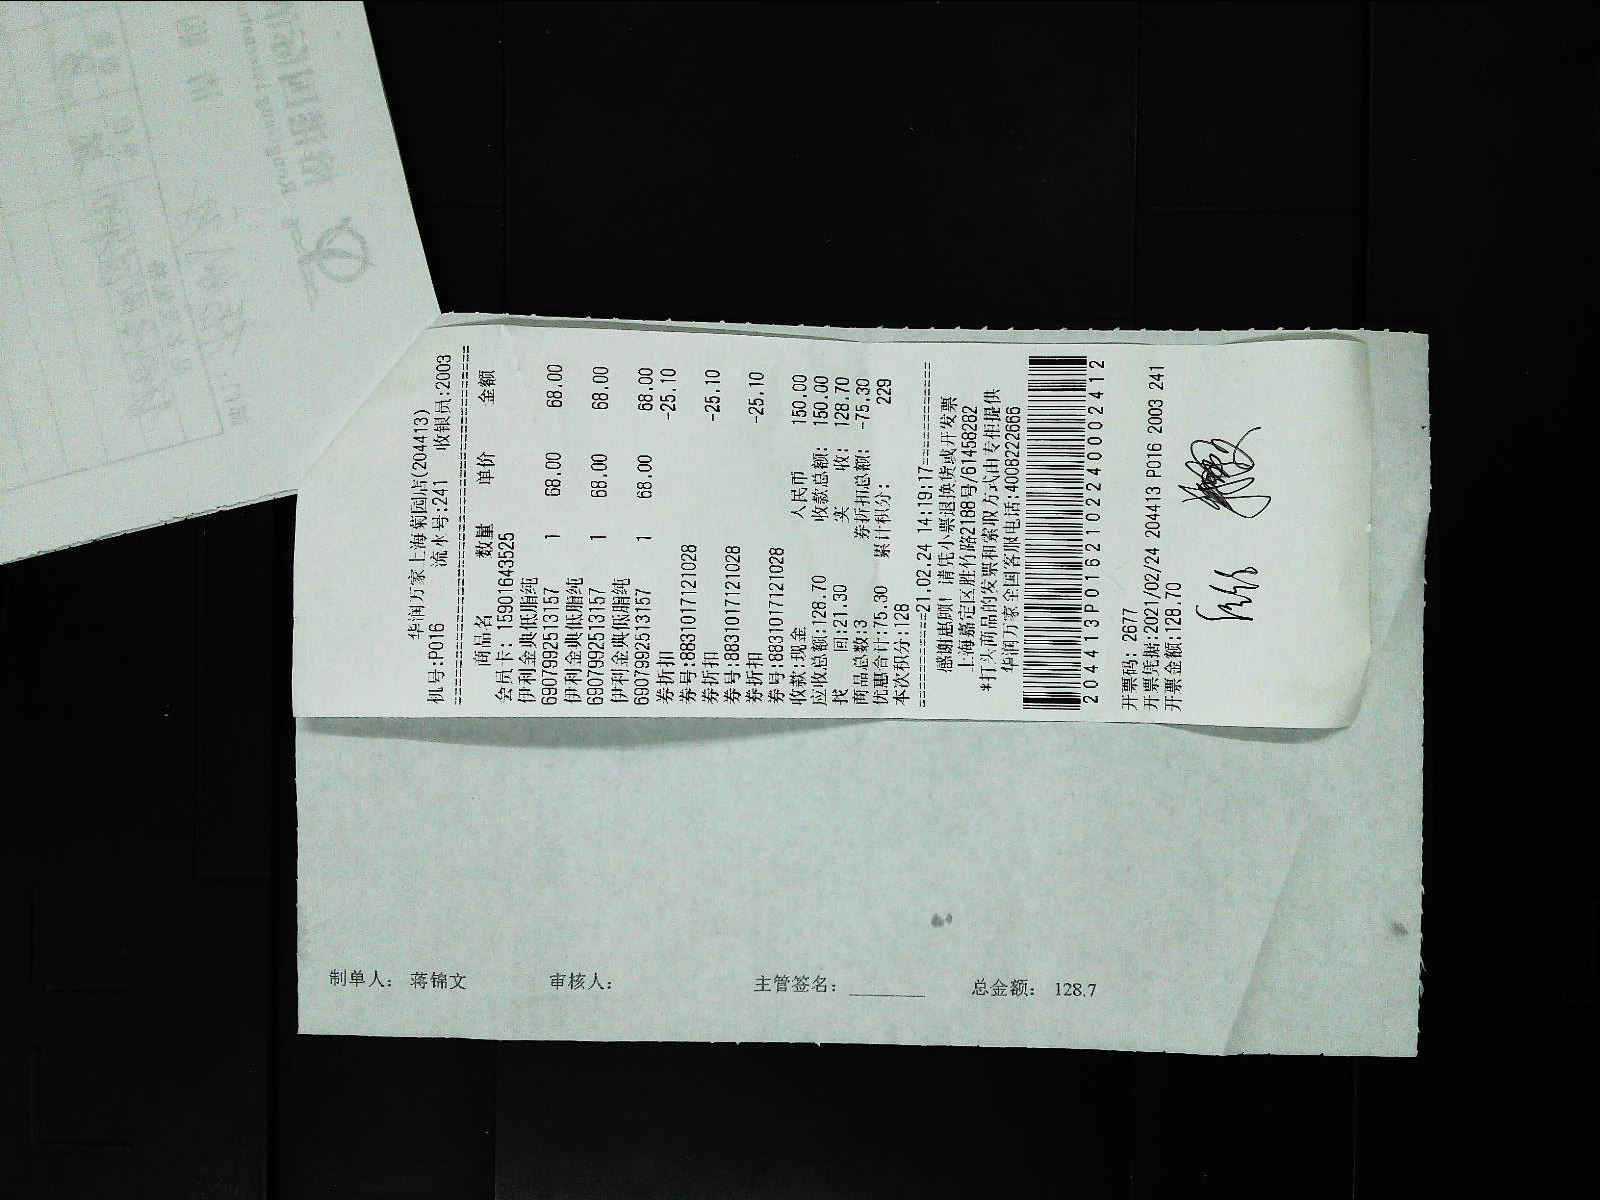 华润万家上海菊园店(204413)
机号:P016 流水号:241 收银员:2003
商品名 数量 单价 金额
会员卡:15901643525
伊利金典低脂纯
6907992513157 1 68.00 68.00
伊利金典低脂纯
6907992513157 1 68.00 68.00
伊利金典低脂纯
6907992513157 1 68.00 68.00
券折扣 -25.10
券号:8831017121028
券折扣 -25.10
券号:8831017121028
券折扣 -25.10
券号:8831017121028
收款:现金 人民币 150.00
应收总额:128.70 收款总额: 150.00
找 回:21.30 实 收: 128.70
商品总数:3 券折扣总额: -75.30
优惠合计:75.30 累计积分: 229
本次积分:128
=====21.02.24 14:19:17=====
感谢惠顾! 请凭小票退换货或开发票
上海嘉定区胜竹路2188号/61458282
*打头商品的发票和索取方式由专柜提供
华润万家全国客服电话:4008222666
204413P01621022400024 12
开票码: 2677
开票凭据:2021/02/24 204413 P016 2003 241
开票金额:128.70
制单人: 蒋锦文 审核人: 主管签名: 总金额: 128.7